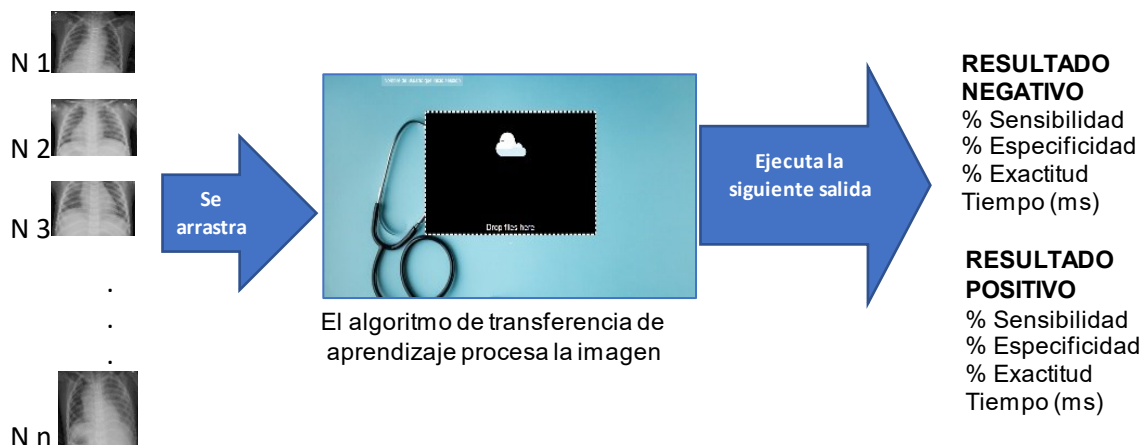 N 1
N 2
N 3
.
.
.
N n
Se
arrastra
Drop files here
El algoritmo de transferencia de
aprendizaje procesa la imagen
Ejecuta la
siguiente salida
RESULTADO
NEGATIVO
% Sensibilidad
% Especificidad
% Exactitud
Tiempo (ms)
RESULTADO
POSITIVO
% Sensibilidad
% Especificidad
% Exactitud
Tiempo (ms)